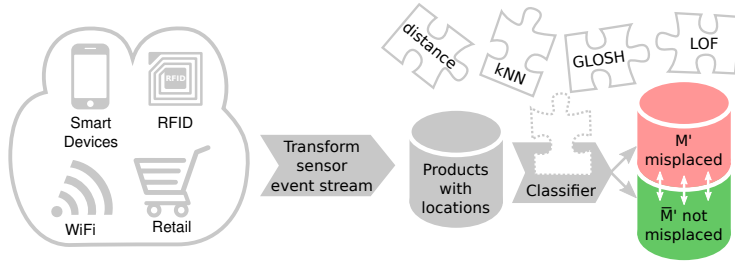 distance
kNN
GLOSH
LOF
RFID
Smart
Devices
RFID
WiFi
Retail
Transform
sensor
event stream
Products
with
locations
Classifier
M'
misplaced
M̅' not
misplaced